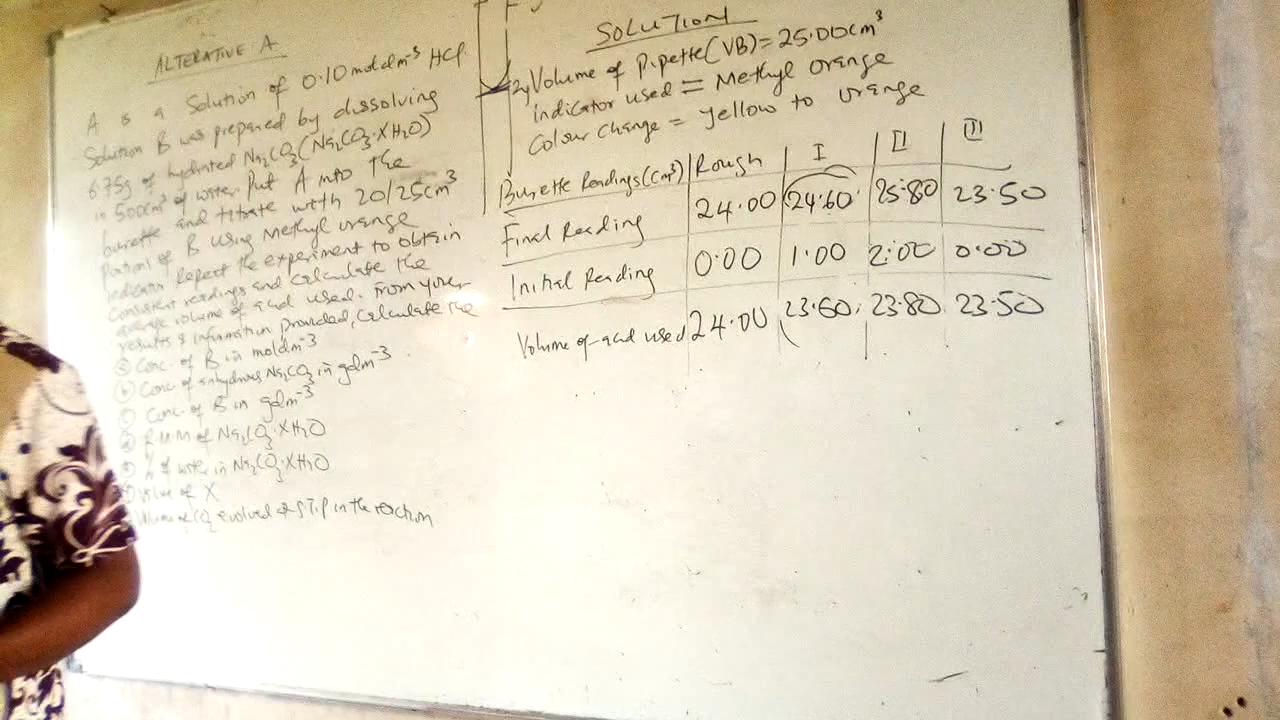 ALTERATIVE A
A is a solution of 0.10 moldm⁻³ HCl.
Solution B was prepared by dissolving
6.75g of hydrated Na₂CO₃(Na₂CO₃.XH₂O)
in 500cm³ of water. Put A into the
burette and titrate with 20/25cm³
portions of B using Methyl orange
indicator. Repeat the experiment to obtain
Consistent readings and Calculate the
average volume of acid used. From your
results & information provided, Calculate the
(a) Conc. of B in moldm⁻³
(b) Conc of anhydrous Na₂CO₃ in gdm⁻³
(c) Conc. of B in gdm⁻³
(d) R.M.M of Na₂CO₃.XH₂O
(e) % of water in Na₂CO₃.XH₂O
(f) Value of X
Volume of CO₂ evolved at S.T.P in the reaction
SOLUTION
Volume of Pipette(VB) = 25.00cm³
Indicator used = Methyl orange
Colour Change = yellow to orange
Burette Readings(cm³) Rough I II III
Final Reading 24.00 24.60 25.80 23.50
Initial Reading 0.00 1.00 2.00 0.00
Volume of acid used 24.00 23.60 23.80 23.50